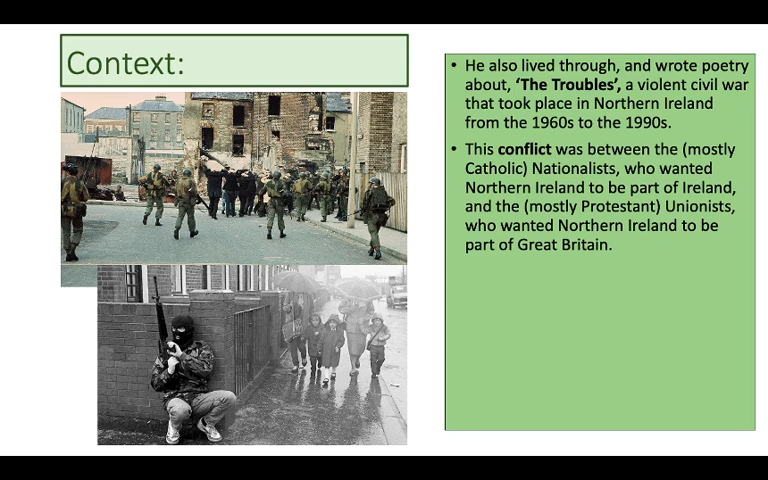 Context:
• He also lived through, and wrote poetry
about, ‘The Troubles’, a violent civil war
that took place in Northern Ireland
from the 1960s to the 1990s.
• This conflict was between the (mostly
Catholic) Nationalists, who wanted
Northern Ireland to be part of Ireland,
and the (mostly Protestant) Unionists,
who wanted Northern Ireland to be
part of Great Britain.